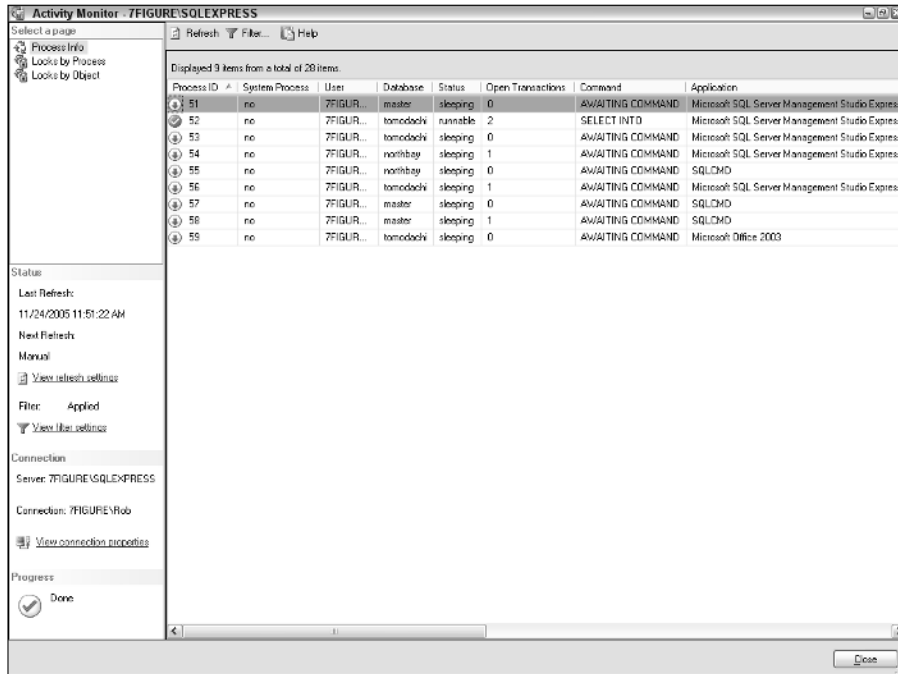 Activity Monitor - 7FIGURE\SQLEXPRESS
Select a page
Process Info
Locks by Process
Locks by Object
Refresh Filter... Help
Displayed 9 items from a total of 28 items.
Process ID System Process User Database Status Open Transactions Command Application
51 no 7FIGUR... master sleeping 0 AWAITING COMMAND Microsoft SQL Server Management Studio Expres
52 no 7FIGUR... tomodachi runnable 2 SELECT INTO Microsoft SQL Server Management Studio Expres
53 no 7FIGUR... tomodachi sleeping 0 AWAITING COMMAND Microsoft SQL Server Management Studio Expres
54 no 7FIGUR... northbay sleeping 1 AWAITING COMMAND Microsoft SQL Server Management Studio Expres
55 no 7FIGUR... northbay sleeping 0 AWAITING COMMAND SQLCMD
56 no 7FIGUR... tomodachi sleeping 1 AWAITING COMMAND Microsoft SQL Server Management Studio Expres
57 no 7FIGUR... master sleeping 0 AWAITING COMMAND SQLCMD
58 no 7FIGUR... master sleeping 1 AWAITING COMMAND SQLCMD
59 no 7FIGUR... tomodachi sleeping 0 AWAITING COMMAND Microsoft Office 2003
Status
Last Refresh:
11/24/2005 11:51:22 AM
Next Refresh:
Manual
View refresh settings
Filter: Applied
View filter settings
Connection
Server: 7FIGURE\SQLEXPRESS
Connection: 7FIGURE\Rob
View connection properties
Progress
Done
Close